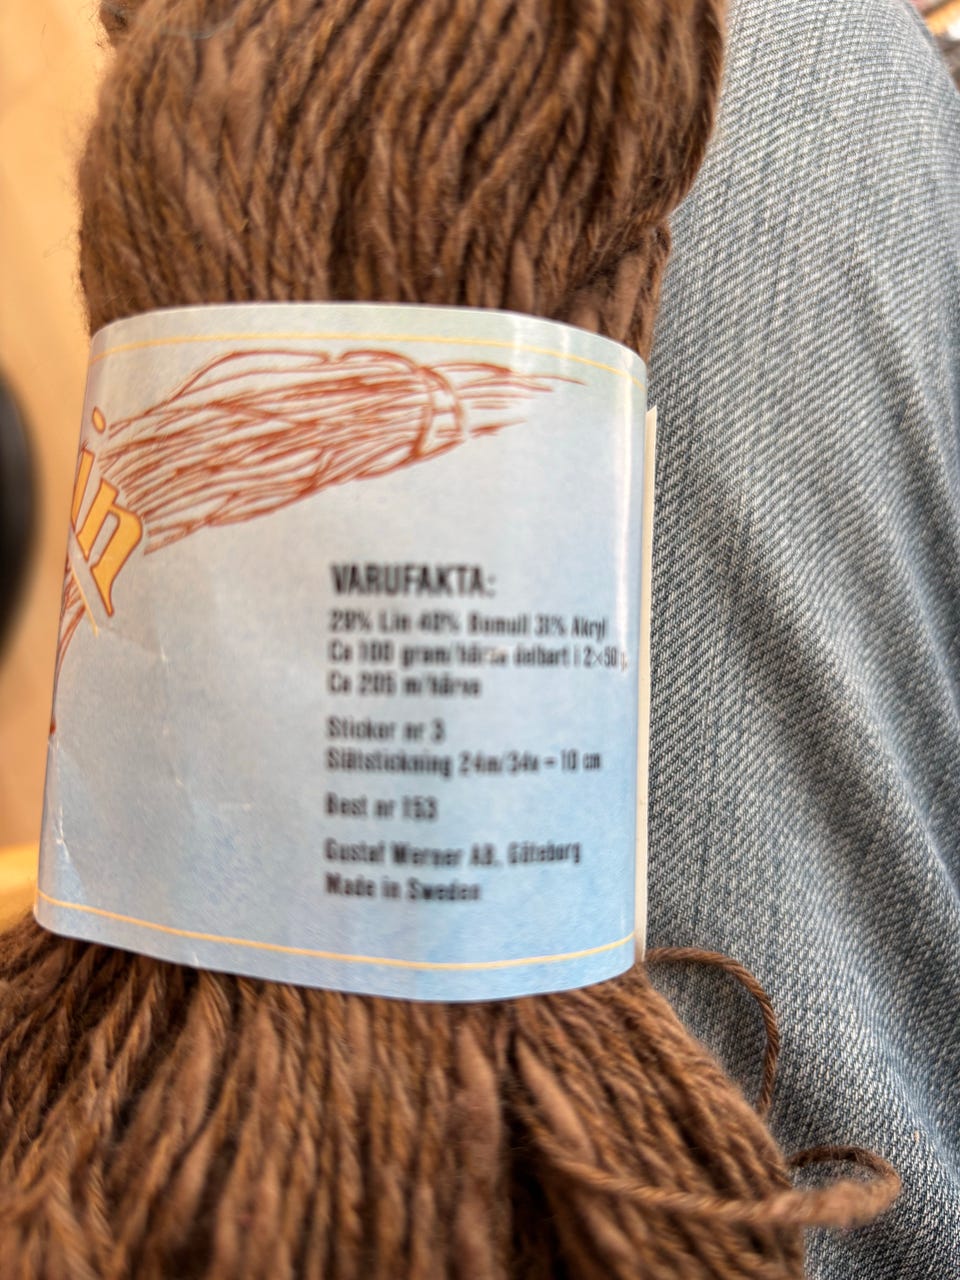 in
VARUFAKTA:
29% Lin 40% Bomull 31% Akryl
Ca 100 gram/härva delbart i 2×50 g.
Ca 205 m/härva
Stickor nr 3
Slätstickning 24m/34v = 10 cm
Best nr 153
Gustaf Werner AB, Göteborg
Made in Sweden